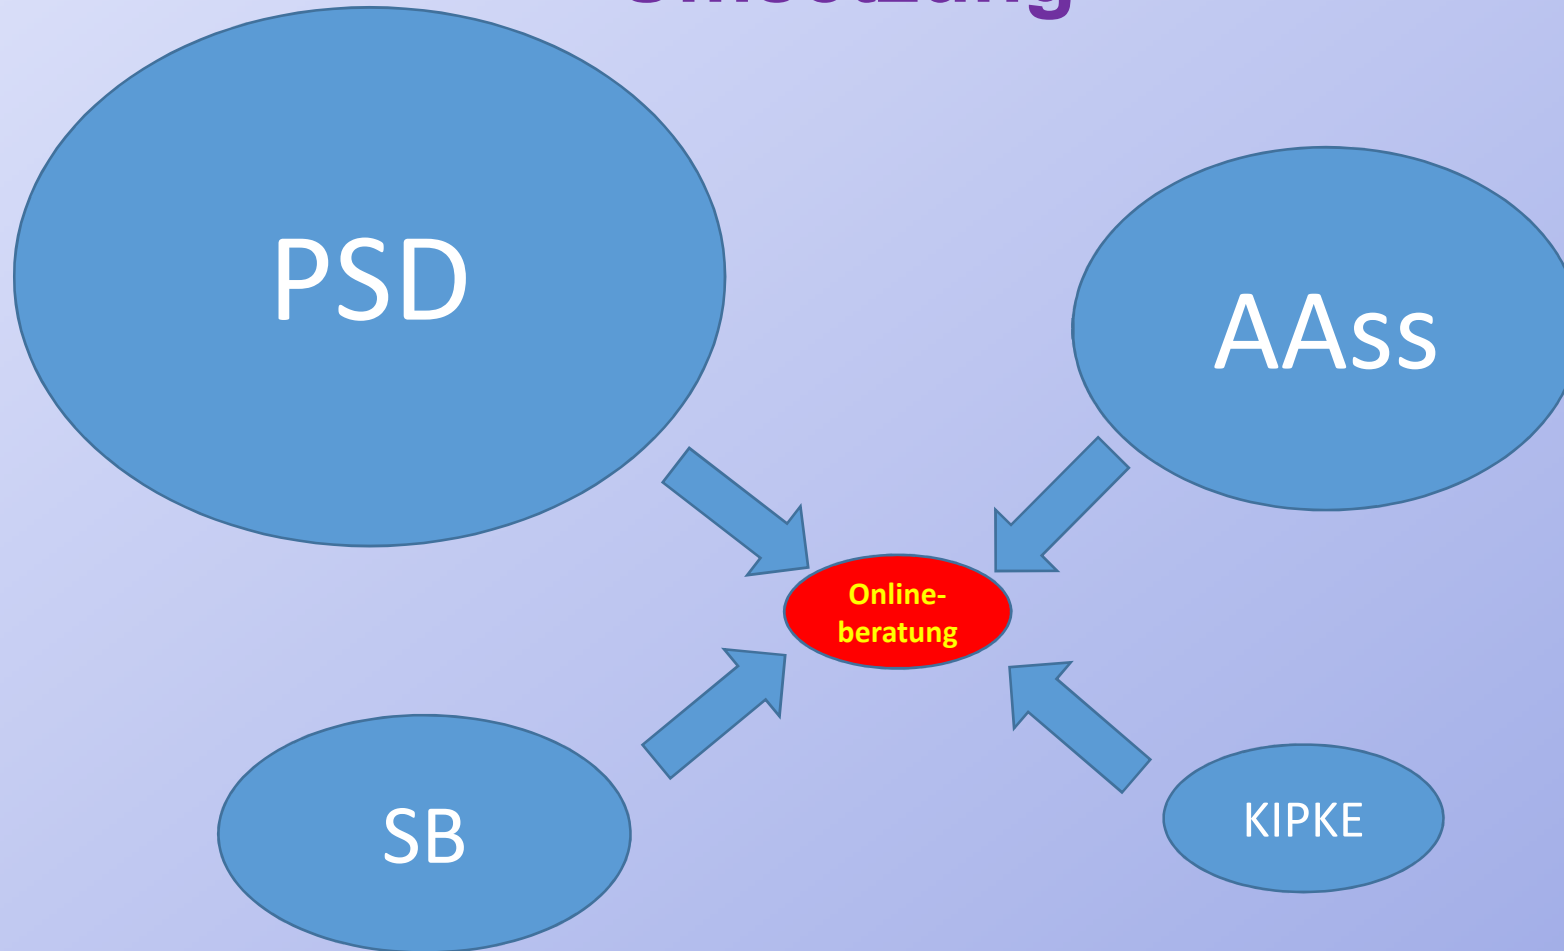 PSD
AAss
Online-
beratung
SB
KIPKE